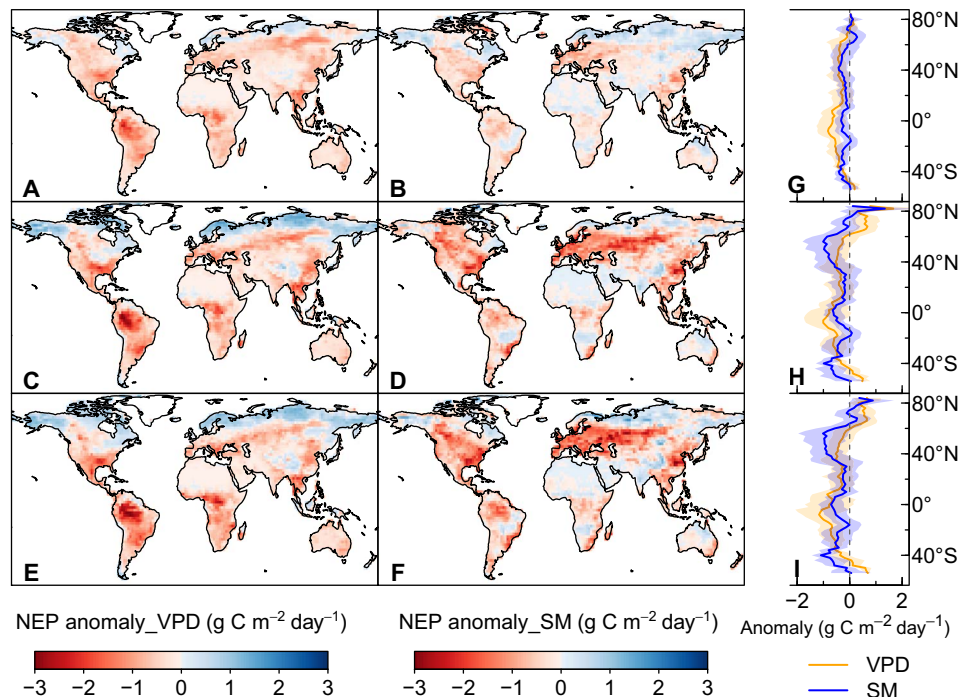 80°N
40°N
0°
40°S
A
B
G
80°N
40°N
0°
40°S
C
D
H
80°N
40°N
0°
40°S
E
F
I
−2 0 2
NEP anomaly_VPD (g C m−2 day−1)
NEP anomaly_SM (g C m−2 day−1)
Anomaly (g C m−2 day−1)
−3 −2 −1 0 1 2 3
−3 −2 −1 0 1 2 3
VPD
SM